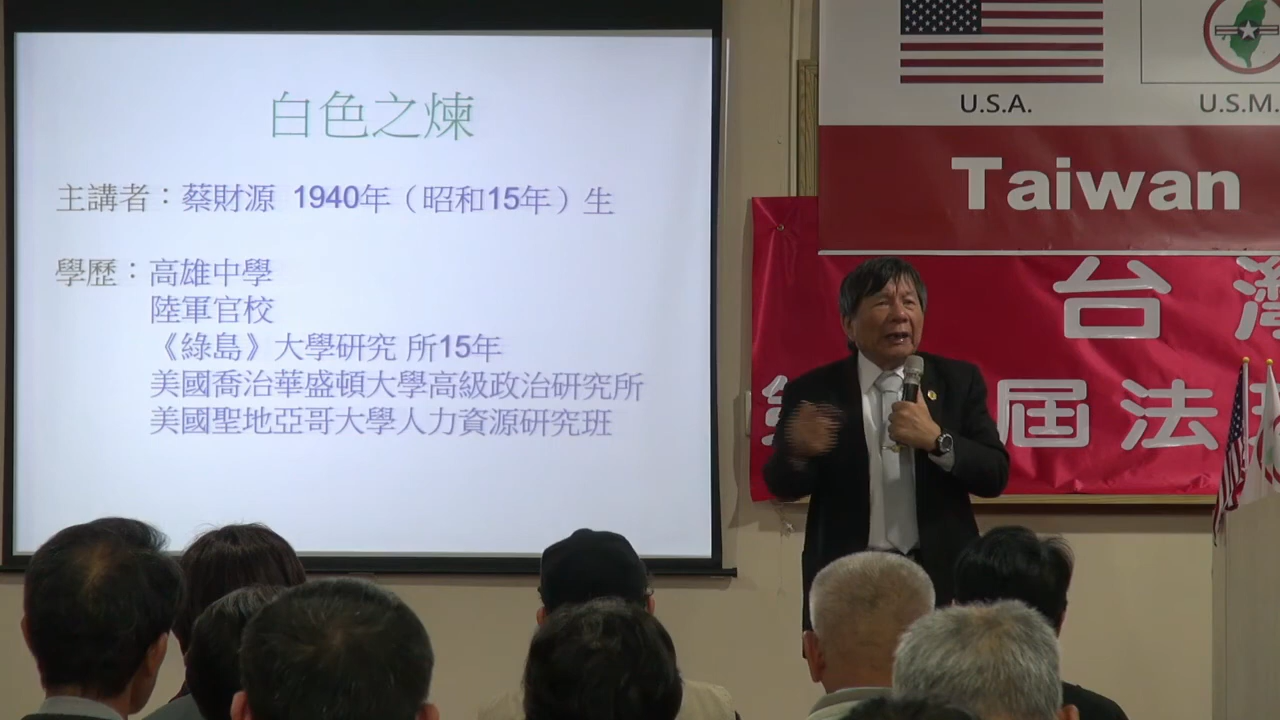 白色之煉
主講者：蔡財源 1940年（昭和15年）生
學歷：高雄中學
陸軍官校
《綠島》大學研究 所15年
美國喬治華盛頓大學高級政治研究所
美國聖地亞哥大學人力資源研究班
U.S.A.
U.S.M.
Taiwan
台灣
屆法